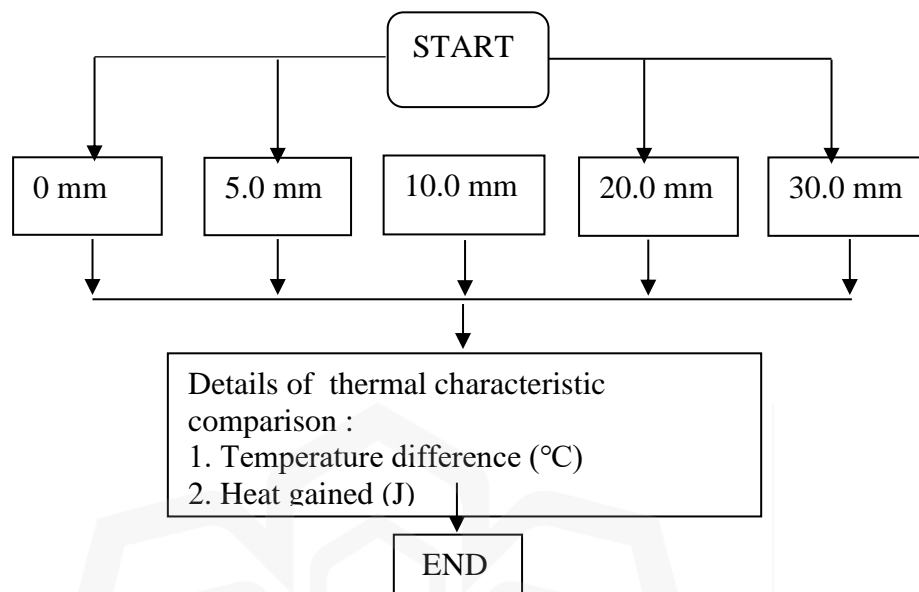 START
0 mm
5.0 mm
10.0 mm
20.0 mm
30.0 mm
Details of thermal characteristic
comparison :
1. Temperature difference (℃)
2. Heat gained (J)
END